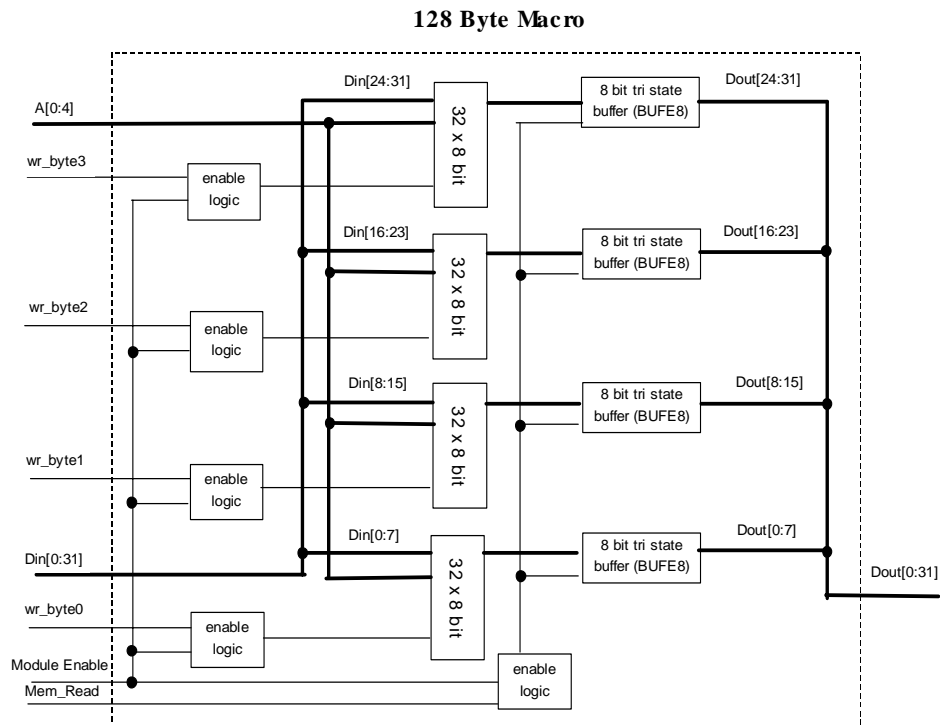 128 Byte Macro
Din[24:31]
8 bit tri state
buffer (BUFE8)
Dout[24:31]
A[0:4]
32 x 8 bit
wr_byte3
enable
logic
Din[16:23]
8 bit tri state
buffer (BUFE8)
Dout[16:23]
32 x 8 bit
wr_byte2
enable
logic
Din[8:15]
8 bit tri state
buffer (BUFE8)
Dout[8:15]
32 x 8 bit
wr_byte1
enable
logic
Din[0:7]
8 bit tri state
buffer (BUFE8)
Dout[0:7]
Din[0:31]
32 x 8 bit
Dout[0:31]
wr_byte0
enable
logic
Module Enable
Mem_Read
enable
logic